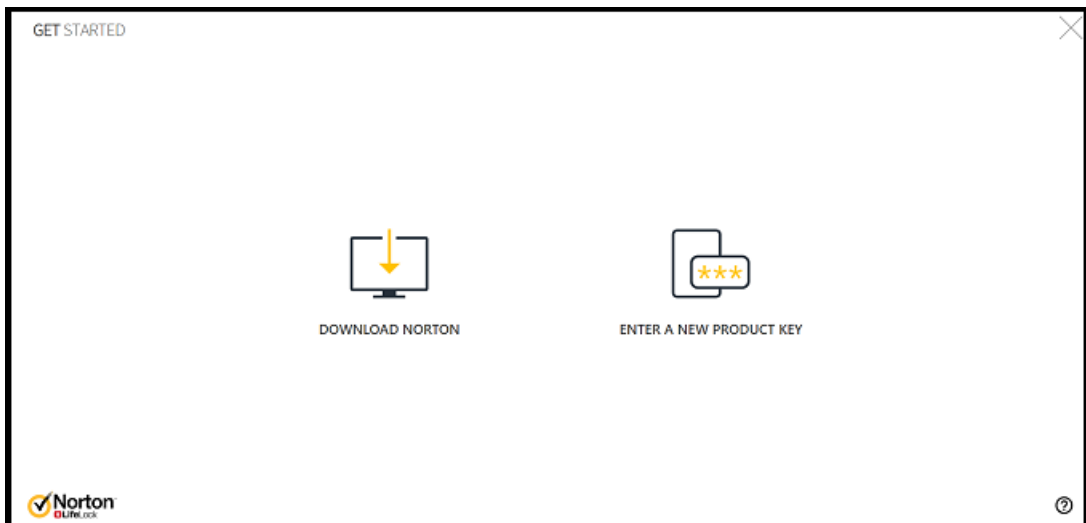 GET STARTED
***
DOWNLOAD NORTON
ENTER A NEW PRODUCT KEY
Norton
LifeLock
?